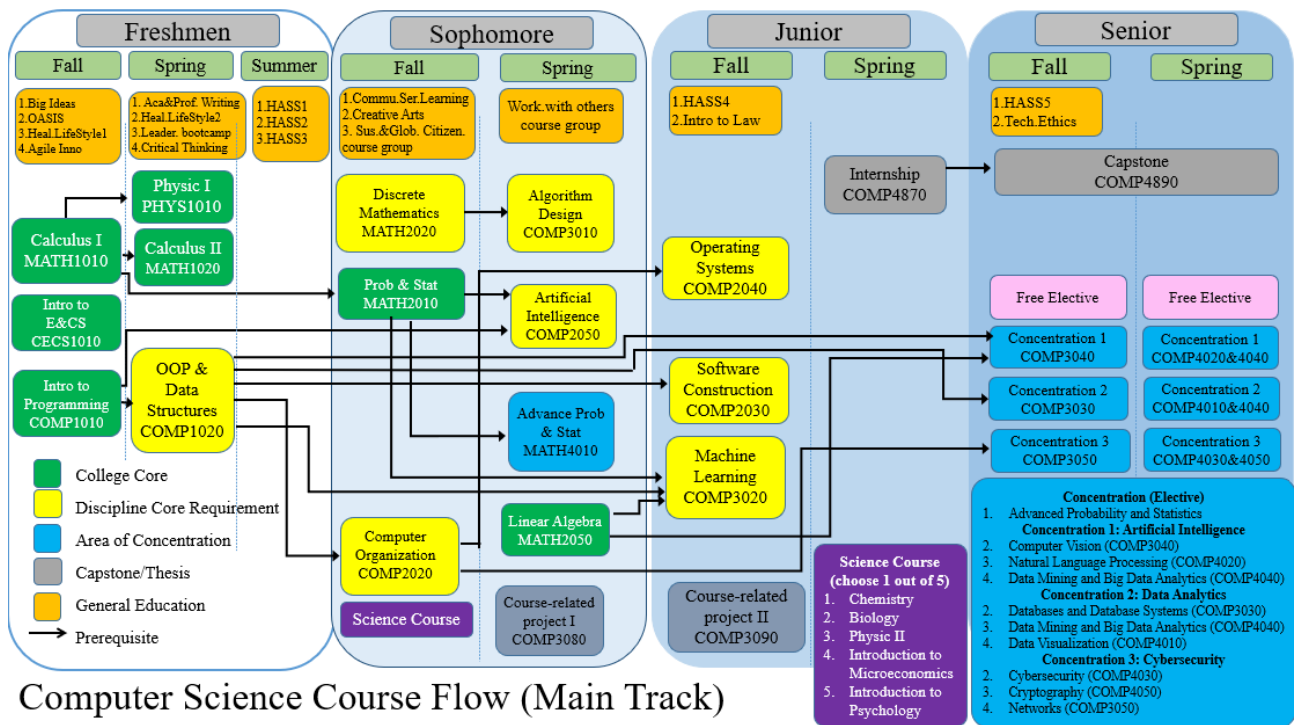 Freshmen
Sophomore
Junior
Senior
Fall
Spring
Summer
Fall
Spring
Fall
Spring
Fall
Spring
1.Big Ideas
2.OASIS
3.Heal.LifeStyle1
4.Agile Inno
1. Aca&Prof. Writing
2.Heal.LifeStyle2
3.Leader. bootcamp
4.Critical Thinking
1.HASS1
2.HASS2
3.HASS3
1.Commu.Ser.Learning
2.Creative Arts
3. Sus.&Glob. Citizen.
course group
Work.with others
course group
1.HASS4
2.Intro to Law
1.HASS5
2.Tech.Ethics
Physic I
PHYS1010
Calculus I
MATH1010
Calculus II
MATH1020
Intro to
E&CS
CECS1010
Intro to
Programming
COMP1010
OOP &
Data
Structures
COMP1020
Discrete
Mathematics
MATH2020
Algorithm
Design
COMP3010
Prob & Stat
MATH2010
Artificial
Intelligence
COMP2050
Advance Prob
& Stat
MATH4010
Linear Algebra
MATH2050
Computer
Organization
COMP2020
Science Course
Course-related
project I
COMP3080
Internship
COMP4870
Capstone
COMP4890
Operating
Systems
COMP2040
Software
Construction
COMP2030
Machine
Learning
COMP3020
Course-related
project II
COMP3090
Free Elective
Free Elective
Concentration 1
COMP3040
Concentration 1
COMP4020&4040
Concentration 2
COMP3030
Concentration 2
COMP4010&4040
Concentration 3
COMP3050
Concentration 3
COMP4030&4050
College Core
Discipline Core Requirement
Area of Concentration
Capstone/Thesis
General Education
Prerequisite
Science Course
(choose 1 out of 5)
1. Chemistry
2. Biology
3. Physic II
4. Introduction to
Microeconomics
5. Introduction to
Psychology
Concentration (Elective)
1. Advanced Probability and Statistics
Concentration 1: Artificial Intelligence
2. Computer Vision (COMP3040)
3. Natural Language Processing (COMP4020)
4. Data Mining and Big Data Analytics (COMP4040)
Concentration 2: Data Analytics
2. Databases and Database Systems (COMP3030)
3. Data Mining and Big Data Analytics (COMP4040)
4. Data Visualization (COMP4010)
Concentration 3: Cybersecurity
2. Cybersecurity (COMP4030)
3. Cryptography (COMP4050)
4. Networks (COMP3050)
Computer Science Course Flow (Main Track)